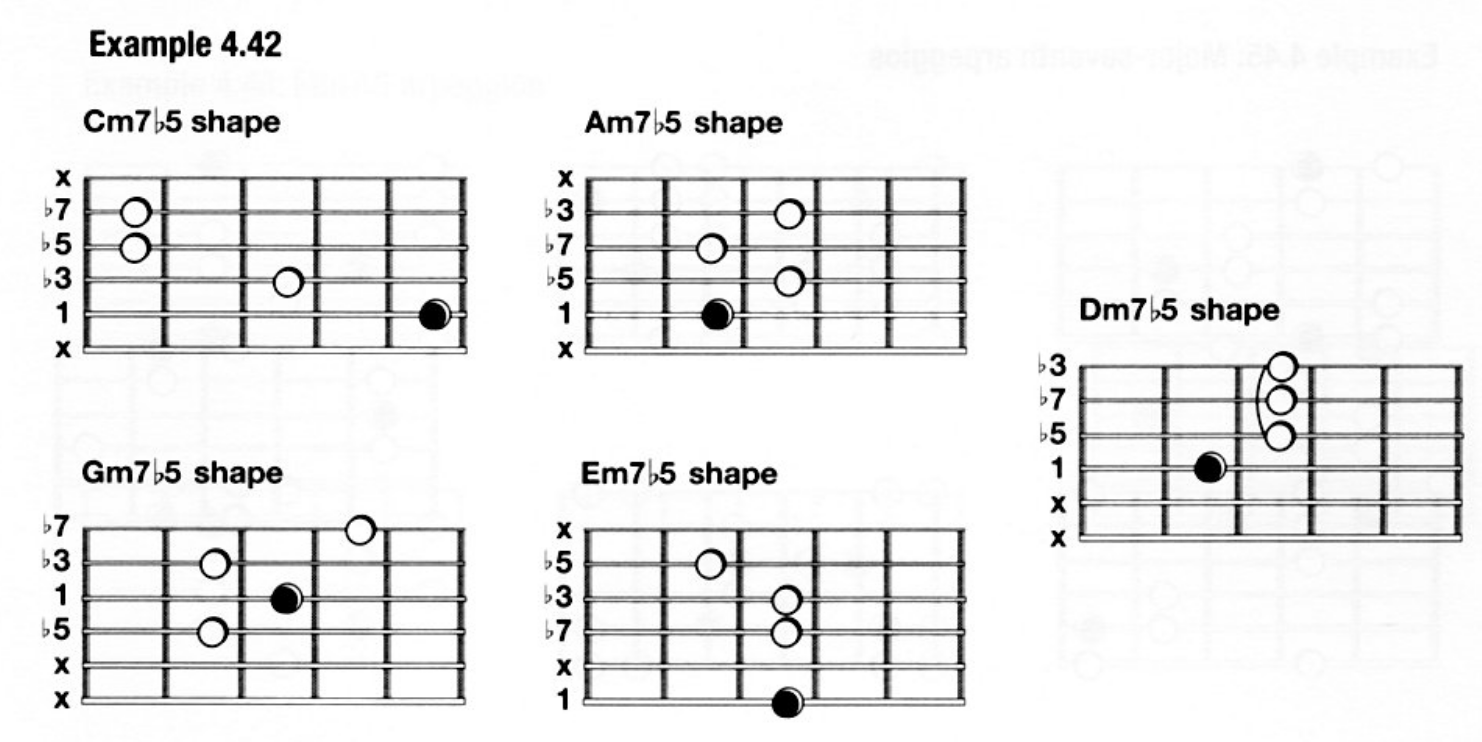 Example 4.42
Cm7♭5 shape
x
♭7
♭5
♭3
1
x
Am7♭5 shape
x
♭3
♭7
♭5
1
x
Gm7♭5 shape
♭7
♭3
1
♭5
x
x
Em7♭5 shape
x
♭5
♭3
♭7
x
1
Dm7♭5 shape
♭3
♭7
♭5
1
x
x